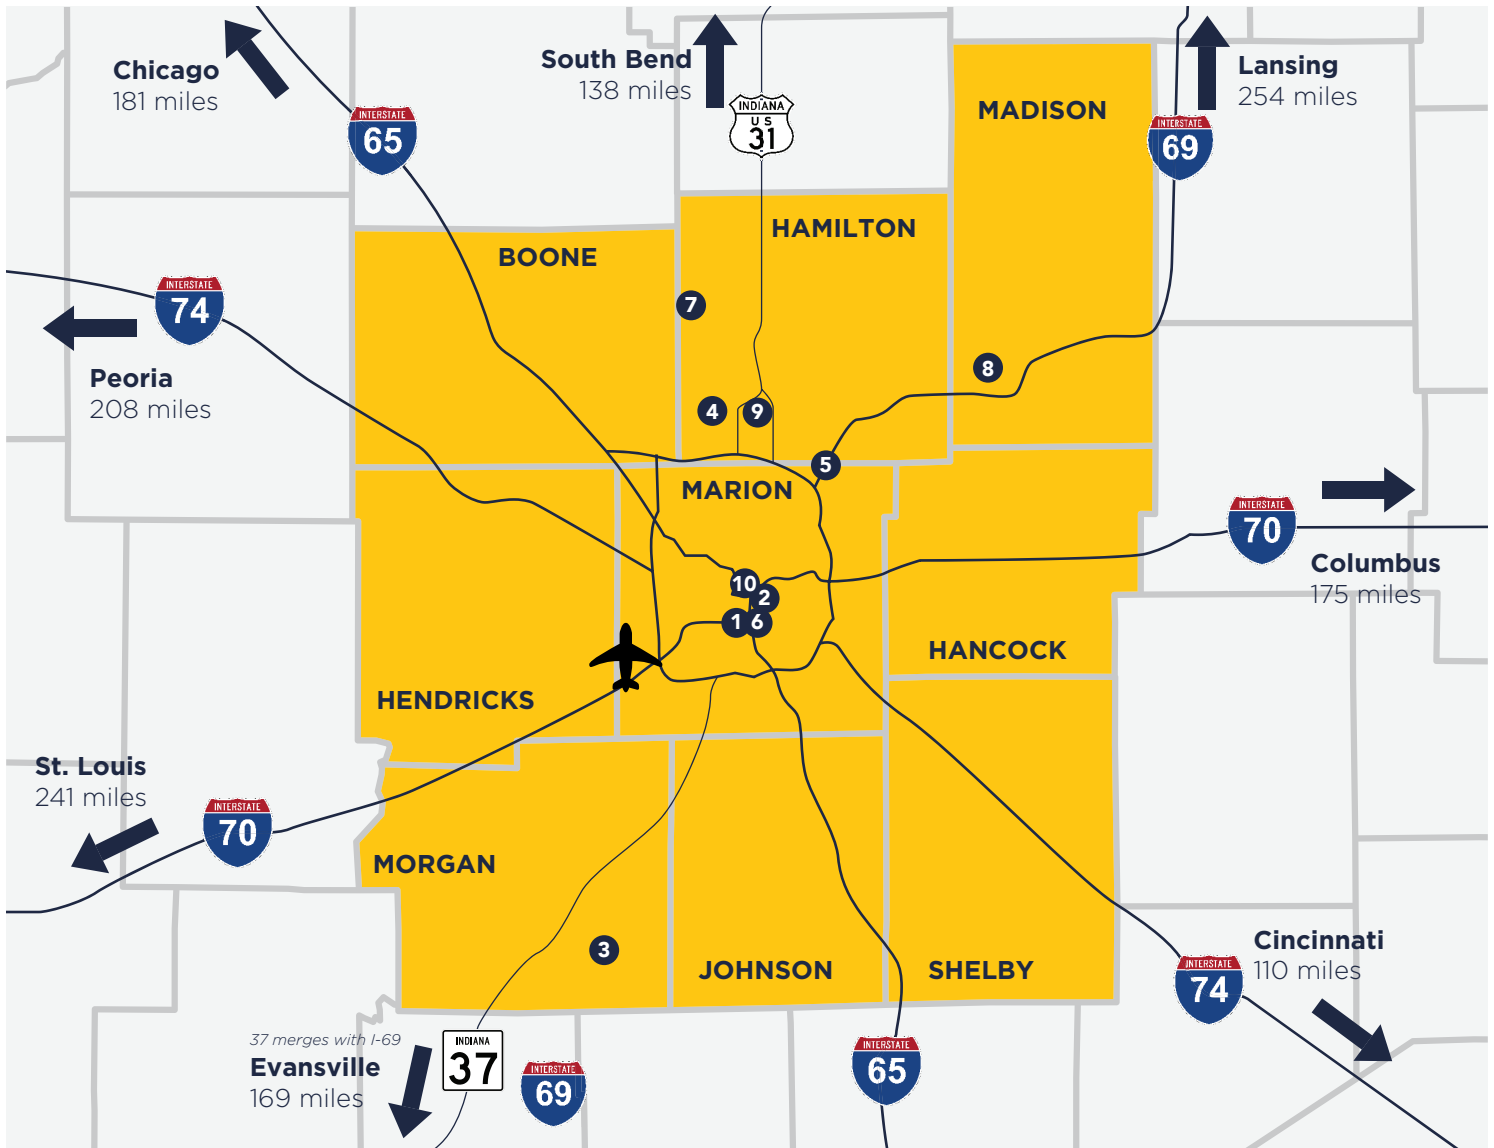 Chicago
181 miles
INTERSTATE
65
South Bend
138 miles
INDIANA
US
31
MADISON
Lansing
254 miles
INTERSTATE
69
HAMILTON
BOONE
7
INTERSTATE
74
Peoria
208 miles
8
4
9
5
MARION
INTERSTATE
70
Columbus
175 miles
10
2
1
6
HANCOCK
HENDRICKS
St. Louis
241 miles
INTERSTATE
70
MORGAN
3
JOHNSON
SHELBY
Cincinnati
110 miles
INTERSTATE
74
37 merges with I-69
Evansville
169 miles
INDIANA
37
INTERSTATE
69
INTERSTATE
65